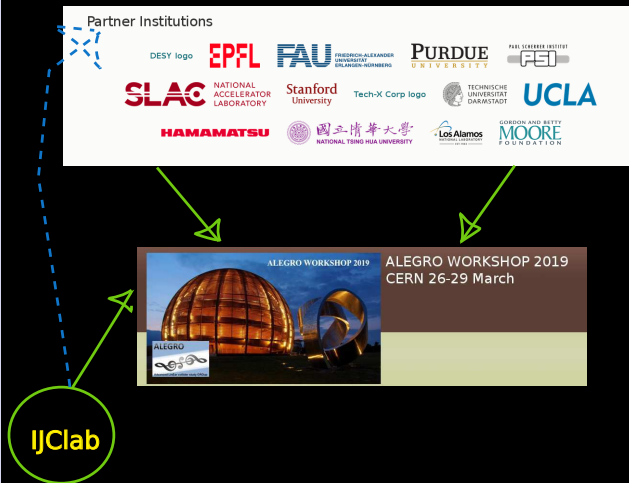 Partner Institutions
DESY logo
EPFL
FAU
FRIEDRICH-ALEXANDER
UNIVERSITÄT
ERLANGEN-NÜRNBERG
PURDUE
UNIVERSITY
PAUL SCHERRER INSTITUT
PSI
SLAC
NATIONAL
ACCELERATOR
LABORATORY
Stanford
University
Tech-X Corp logo
TECHNISCHE
UNIVERSITÄT
DARMSTADT
UCLA
HAMAMATSU
國立清華大學
NATIONAL TSING HUA UNIVERSITY
Los Alamos
NATIONAL LABORATORY
GORDON AND BETTY
MOORE
FOUNDATION
ALEGRO WORKSHOP 2019
ALEGRO
ALEGRO WORKSHOP 2019
CERN 26-29 March
IJClab